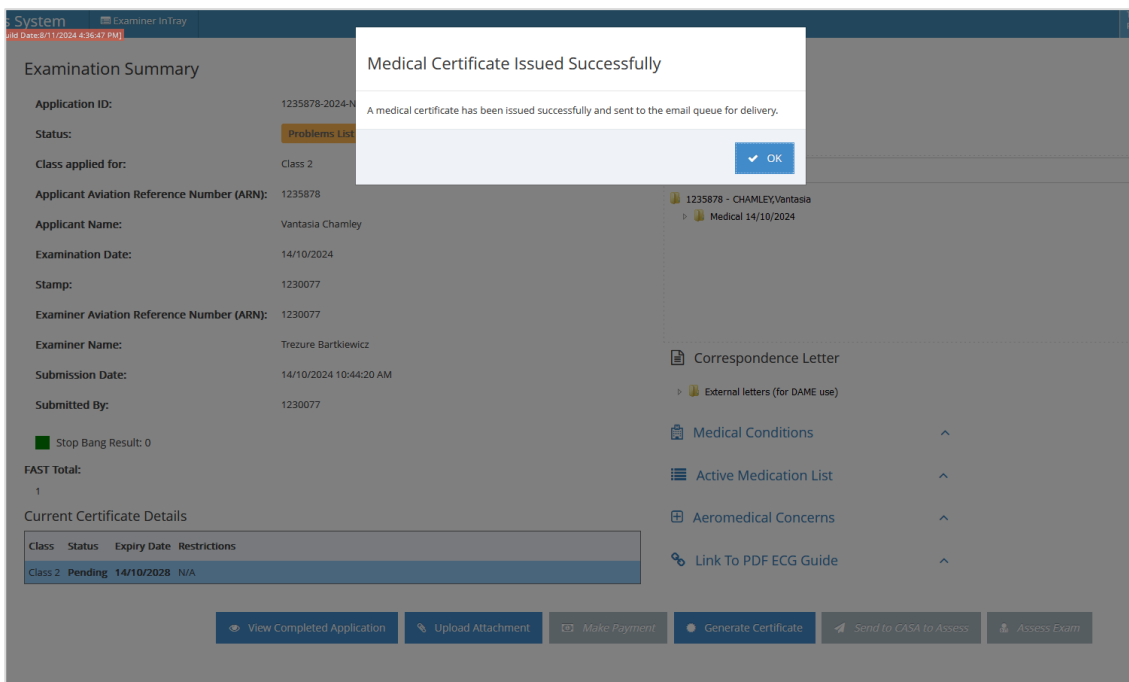 s System
Examiner InTray
uild Date:8/11/2024 4:36:47 PM]
Medical Certificate Issued Successfully
A medical certificate has been issued successfully and sent to the email queue for delivery.
OK
Examination Summary
Application ID: 1235878-2024-N
Status: Problems List
Class applied for: Class 2
Applicant Aviation Reference Number (ARN): 1235878
Applicant Name: Vantasia Chamley
Examination Date: 14/10/2024
Stamp: 1230077
Examiner Aviation Reference Number (ARN): 1230077
Examiner Name: Trezure Bartkiewicz
Submission Date: 14/10/2024 10:44:20 AM
Submitted By: 1230077
Stop Bang Result: 0
FAST Total:
1
Current Certificate Details
Class Status Expiry Date Restrictions
Class 2 Pending 14/10/2028 N/A
1235878 - CHAMLEY,Vantasia
Medical 14/10/2024
Correspondence Letter
External letters (for DAME use)
Medical Conditions
Active Medication List
Aeromedical Concerns
Link To PDF ECG Guide
View Completed Application
Upload Attachment
Make Payment
Generate Certificate
Send to CASA to Assess
Assess Exam